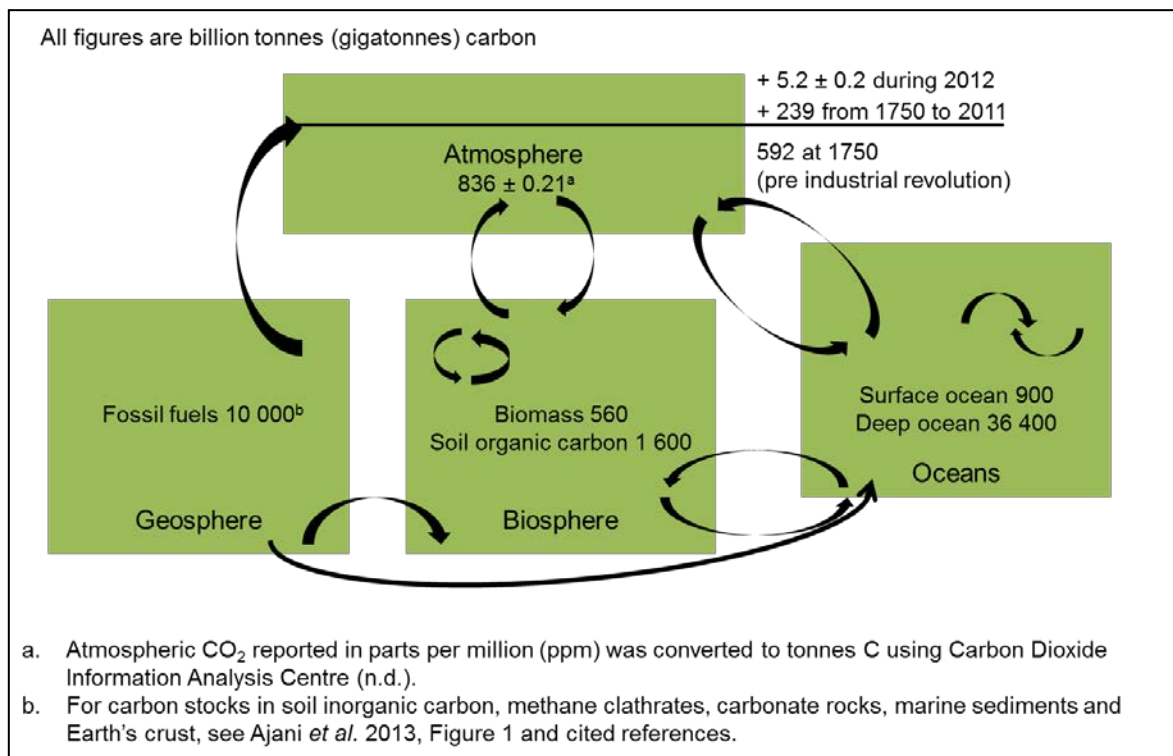 All figures are billion tonnes (gigatonnes) carbon
+ 5.2 ± 0.2 during 2012
+ 239 from 1750 to 2011
Atmosphere
836 ± 0.21ᵃ
592 at 1750
(pre industrial revolution)
Fossil fuels 10 000ᵇ
Geosphere
Biomass 560
Soil organic carbon 1 600
Biosphere
Surface ocean 900
Deep ocean 36 400
Oceans
a. Atmospheric CO₂ reported in parts per million (ppm) was converted to tonnes C using Carbon Dioxide
Information Analysis Centre (n.d.).
b. For carbon stocks in soil inorganic carbon, methane clathrates, carbonate rocks, marine sediments and
Earth's crust, see Ajani et al. 2013, Figure 1 and cited references.